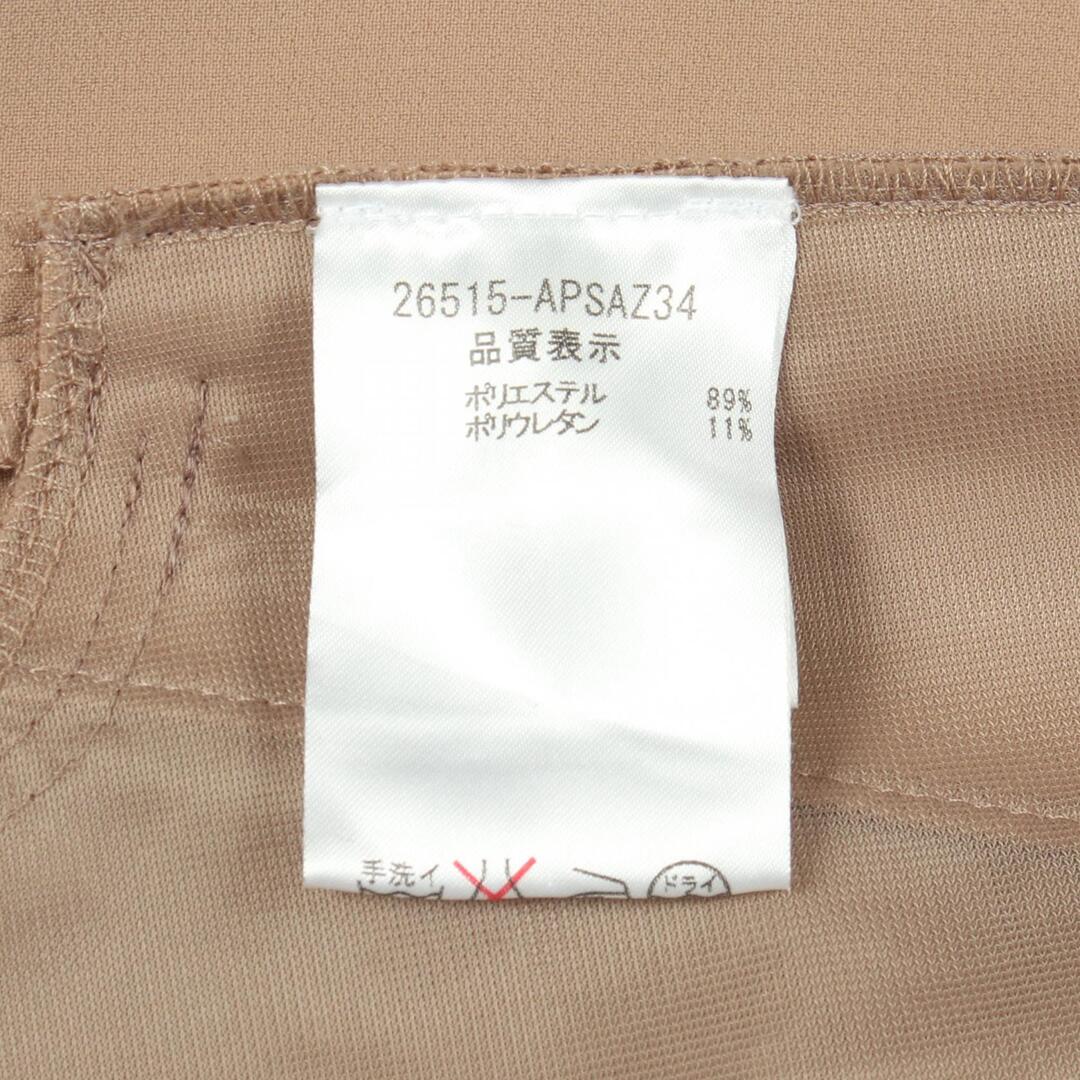 26515-APSAZ34
品質表示
ポリエステル 89%
ポリウレタン 11%
手洗イ ドライ